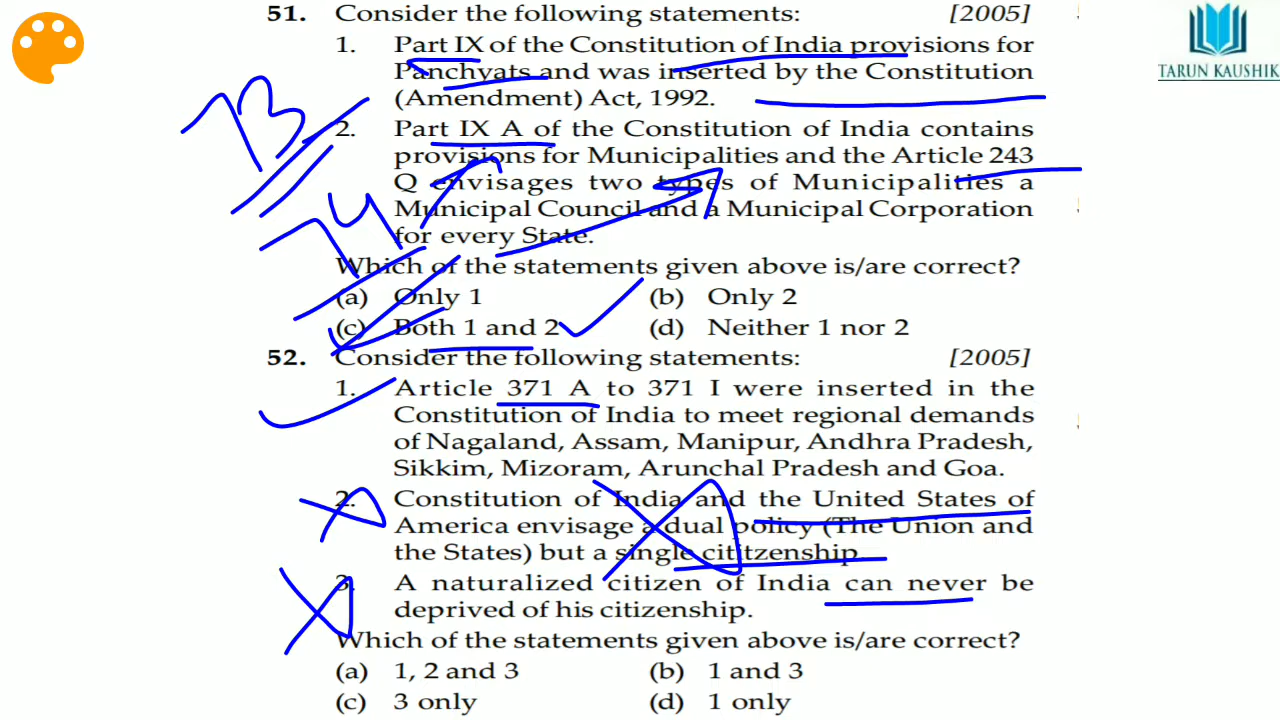 51. Consider the following statements: [2005]
1. Part IX of the Constitution of India provisions for
Panchyats and was inserted by the Constitution
(Amendment) Act, 1992.
2. Part IX A of the Constitution of India contains
provisions for Municipalities and the Article 243
Q envisages two types of Municipalities a
Municipal Council and a Municipal Corporation
for every State.
Which of the statements given above is/are correct?
(a) Only 1 (b) Only 2
(c) Both 1 and 2 (d) Neither 1 nor 2
52. Consider the following statements: [2005]
1. Article 371 A to 371 I were inserted in the
Constitution of India to meet regional demands
of Nagaland, Assam, Manipur, Andhra Pradesh,
Sikkim, Mizoram, Arunchal Pradesh and Goa.
2. Constitution of India and the United States of
America envisage a dual policy (The Union and
the States) but a single cititzenship.
3. A naturalized citizen of India can never be
deprived of his citizenship.
Which of the statements given above is/are correct?
(a) 1, 2 and 3 (b) 1 and 3
(c) 3 only (d) 1 only
TARUN KAUSHIK
73
74